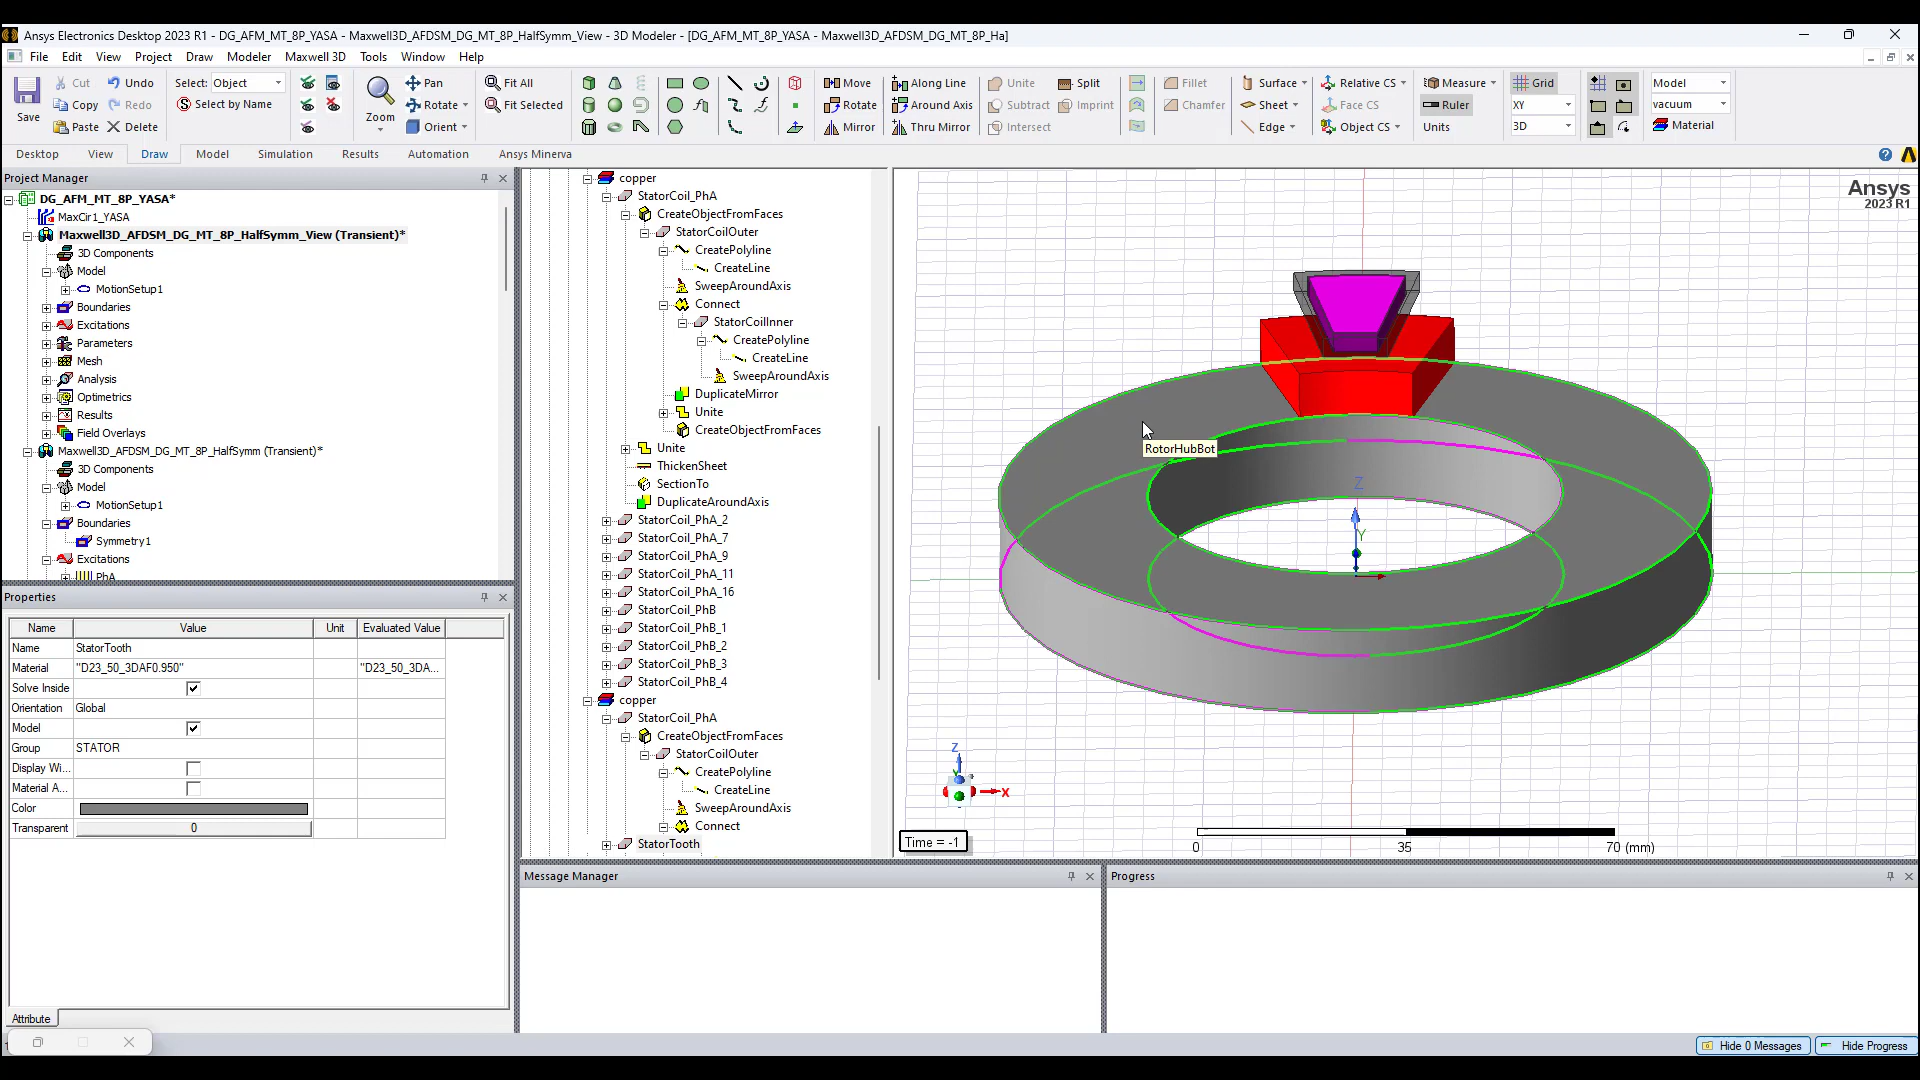 Ansys Electronics Desktop 2023 R1 - DG_AFM_MT_8P_YASA - Maxwell3D_AFDSM_DG_MT_8P_HalfSymm_View - 3D Modeler - [DG_AFM_MT_8P_YASA - Maxwell3D_AFDSM_DG_MT_8P_Ha]
File Edit View Project Draw Modeler Maxwell 3D Tools Window Help
Save
Cut
Copy
Paste
Undo
Redo
Delete
Select: Object
Select by Name
Zoom
Pan
Rotate
Orient
Fit All
Fit Selected
Move
Rotate
Mirror
Along Line
Around Axis
Thru Mirror
Unite
Subtract
Intersect
Split
Imprint
Fillet
Chamfer
Surface
Sheet
Edge
Relative CS
Face CS
Object CS
Measure
Ruler
Units
Grid
XY
3D
Model
vacuum
Material
Desktop View Draw Model Simulation Results Automation Ansys Minerva
Project Manager
DG_AFM_MT_8P_YASA*
MaxCir1_YASA
Maxwell3D_AFDSM_DG_MT_8P_HalfSymm_View (Transient)*
3D Components
Model
MotionSetup1
Boundaries
Excitations
Parameters
Mesh
Analysis
Optimetrics
Results
Field Overlays
Maxwell3D_AFDSM_DG_MT_8P_HalfSymm (Transient)*
3D Components
Model
MotionSetup1
Boundaries
Symmetry1
Excitations
PhA
Properties
Name Value Unit Evaluated Value
Name StatorTooth
Material "D23_50_3DAF0.950" "D23_50_3DA...
Solve Inside
Orientation Global
Model
Group STATOR
Display Wi...
Material A...
Color
Transparent 0
Attribute
copper
StatorCoil_PhA
CreateObjectFromFaces
StatorCoilOuter
CreatePolyline
CreateLine
SweepAroundAxis
Connect
StatorCoilInner
CreatePolyline
CreateLine
SweepAroundAxis
DuplicateMirror
Unite
CreateObjectFromFaces
Unite
ThickenSheet
SectionTo
DuplicateAroundAxis
StatorCoil_PhA_2
StatorCoil_PhA_7
StatorCoil_PhA_9
StatorCoil_PhA_11
StatorCoil_PhA_16
StatorCoil_PhB
StatorCoil_PhB_1
StatorCoil_PhB_2
StatorCoil_PhB_3
StatorCoil_PhB_4
copper
StatorCoil_PhA
CreateObjectFromFaces
StatorCoilOuter
CreatePolyline
CreateLine
SweepAroundAxis
Connect
StatorTooth
Ansys
2023 R1
RotorHubBot
Z
Y
Z
X
Time = -1
0 35 70 (mm)
Message Manager
Progress
Hide 0 Messages
Hide Progress